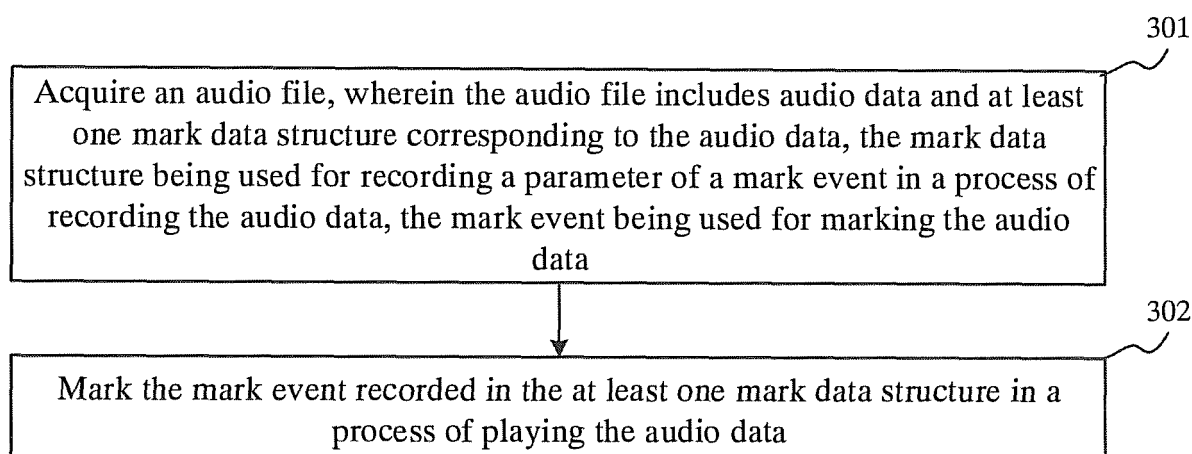 301
Acquire an audio file, wherein the audio file includes audio data and at least
one mark data structure corresponding to the audio data, the mark data
structure being used for recording a parameter of a mark event in a process of
recording the audio data, the mark event being used for marking the audio
data
302
Mark the mark event recorded in the at least one mark data structure in a
process of playing the audio data